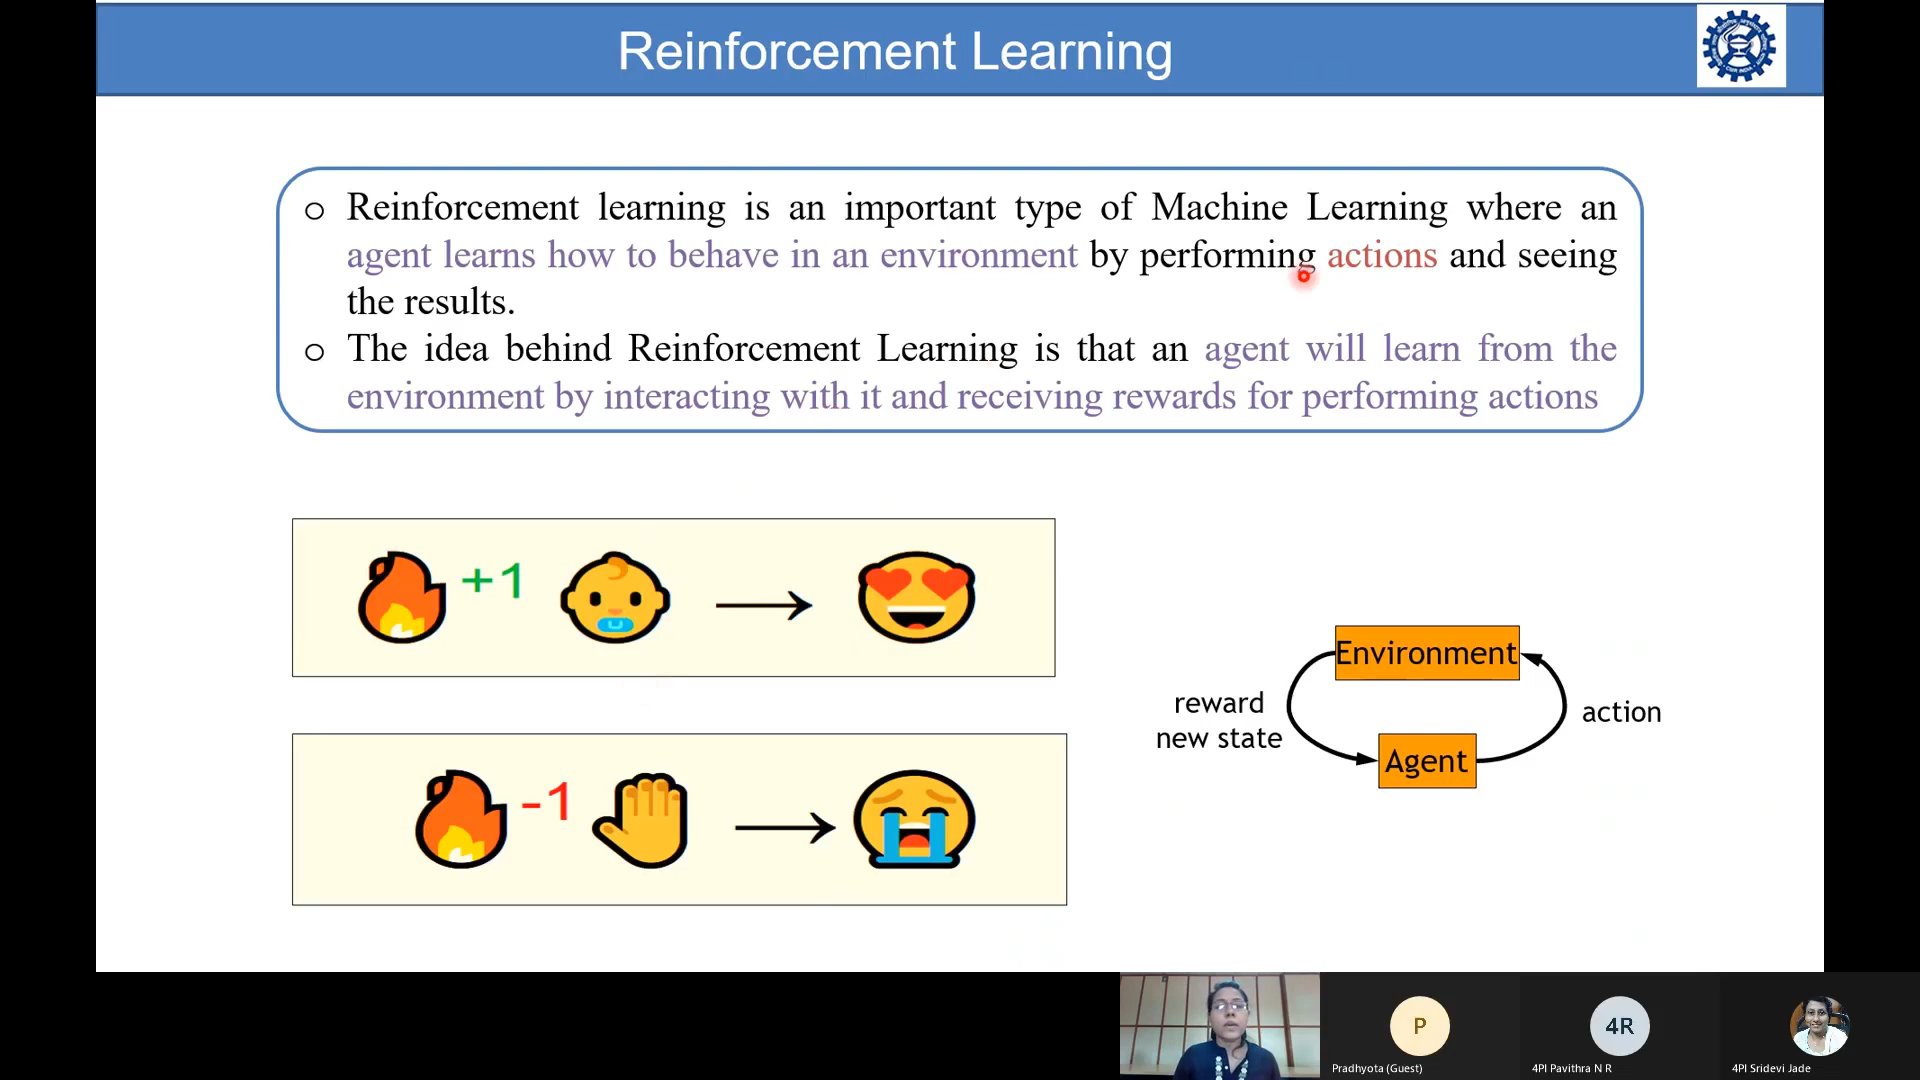 Reinforcement Learning
o Reinforcement learning is an important type of Machine Learning where an
agent learns how to behave in an environment by performing actions and seeing
the results.
o The idea behind Reinforcement Learning is that an agent will learn from the
environment by interacting with it and receiving rewards for performing actions
+1
-1
Environment
reward
new state
action
Agent
P
4R
Pradhyota (Guest)
4PI Pavithra N R
4PI Sridevi Jade